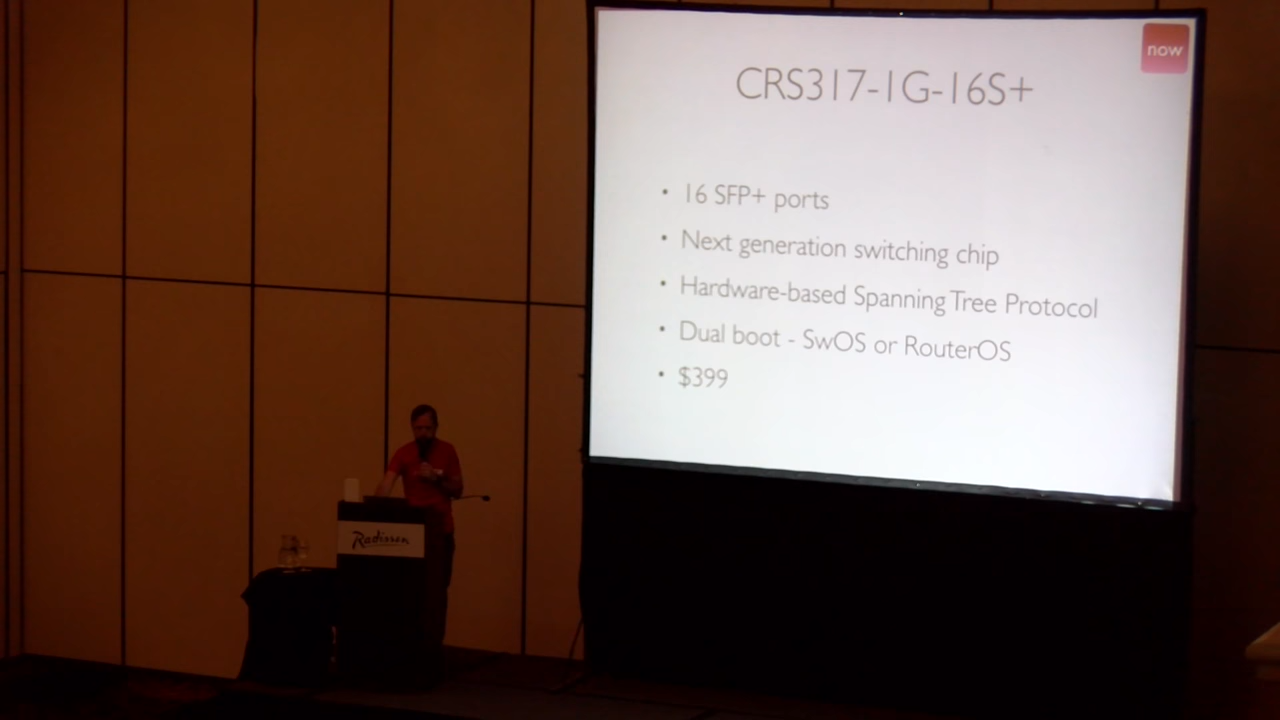 now
CRS317-1G-16S+
• 16 SFP+ ports
• Next generation switching chip
• Hardware-based Spanning Tree Protocol
• Dual boot - SwOS or RouterOS
• $399
Radisson